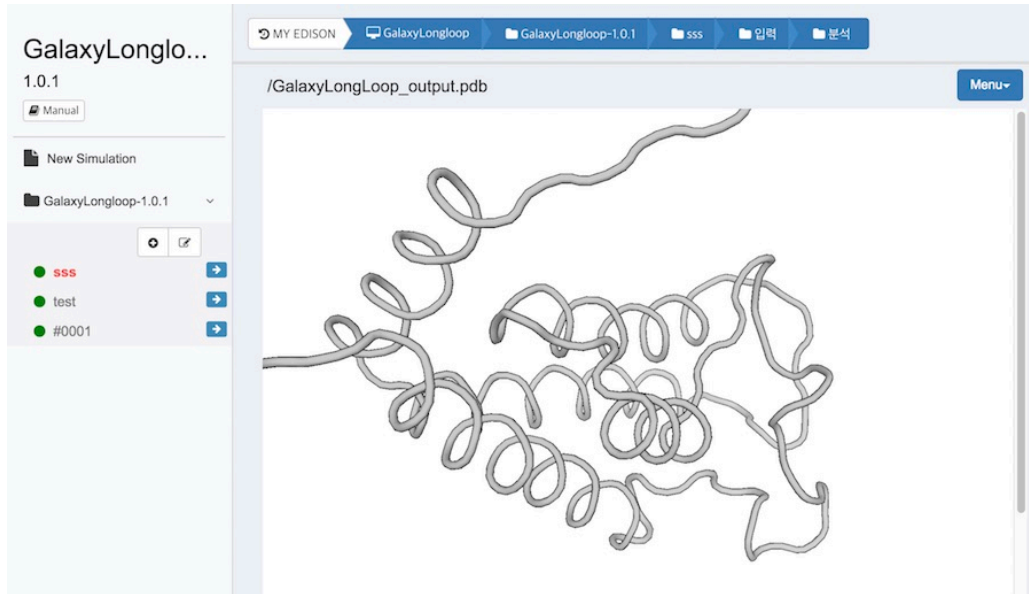 GalaxyLonglo...
1.0.1
Manual
New Simulation
GalaxyLongloop-1.0.1
sss
test
#0001
MY EDISON GalaxyLongloop GalaxyLongloop-1.0.1 sss 입력 분석
/GalaxyLongLoop_output.pdb
Menu